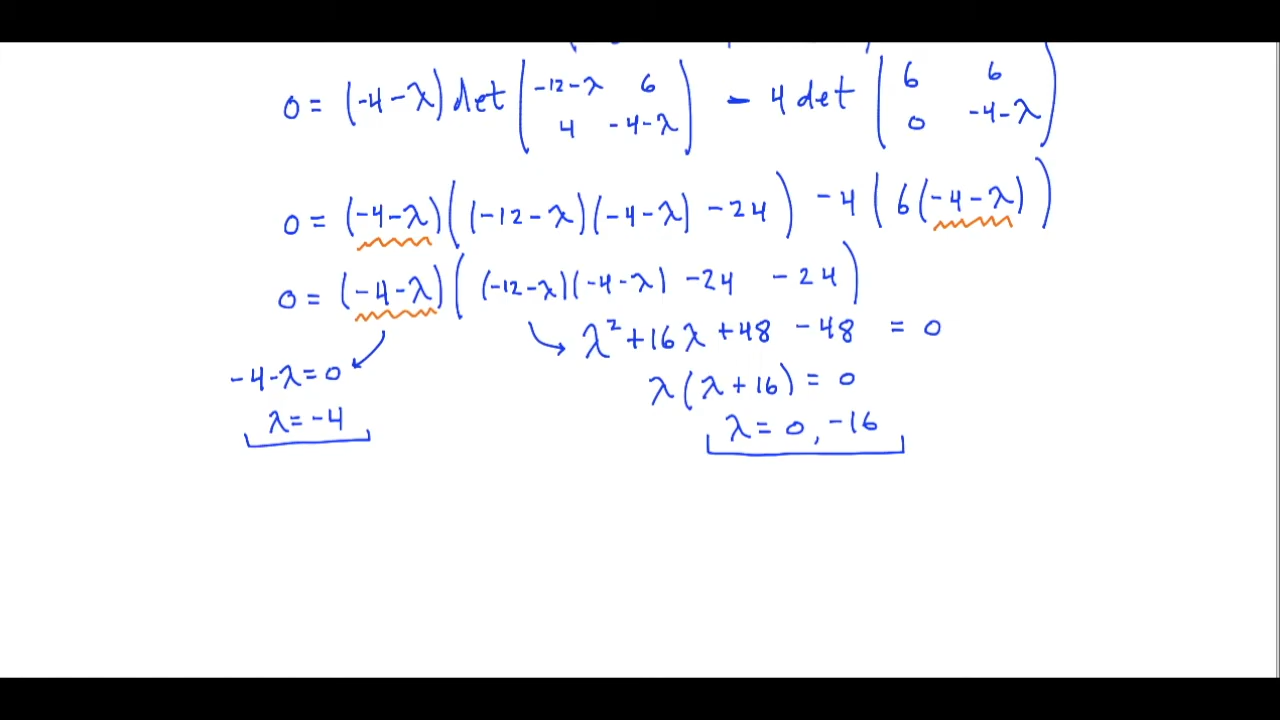 0 = (-4-λ) det ( -12-λ 6 ) - 4 det ( 6 6 )
( 4 -4-λ ) ( 0 -4-λ )
0 = (-4-λ) ( (-12-λ)(-4-λ) -24 ) -4 ( 6(-4-λ) )
0 = (-4-λ) ( (-12-λ)(-4-λ) -24 -24 )
λ² +16λ +48 -48 = 0
-4-λ=0
λ(λ+16) = 0
λ=-4
λ= 0, -16